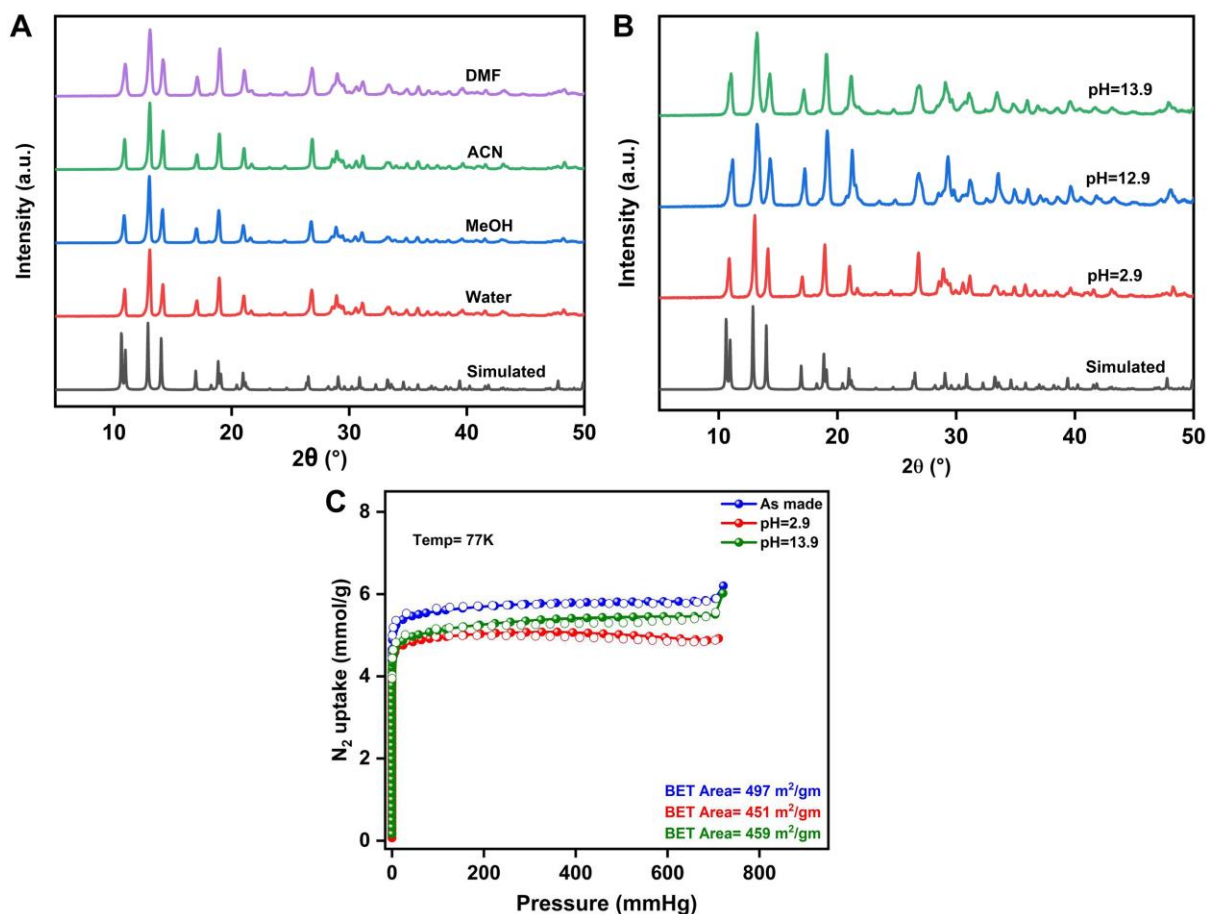 A
Intensity (a.u.)
DMF
ACN
MeOH
Water
Simulated
10 20 30 40 50
2θ (°)
B
Intensity (a.u.)
pH=13.9
pH=12.9
pH=2.9
Simulated
10 20 30 40 50
2θ (°)
C
N2 uptake (mmol/g)
8
6
4
2
0
As made
pH=2.9
pH=13.9
Temp= 77K
BET Area= 497 m²/gm
BET Area= 451 m²/gm
BET Area= 459 m²/gm
0 200 400 600 800
Pressure (mmHg)